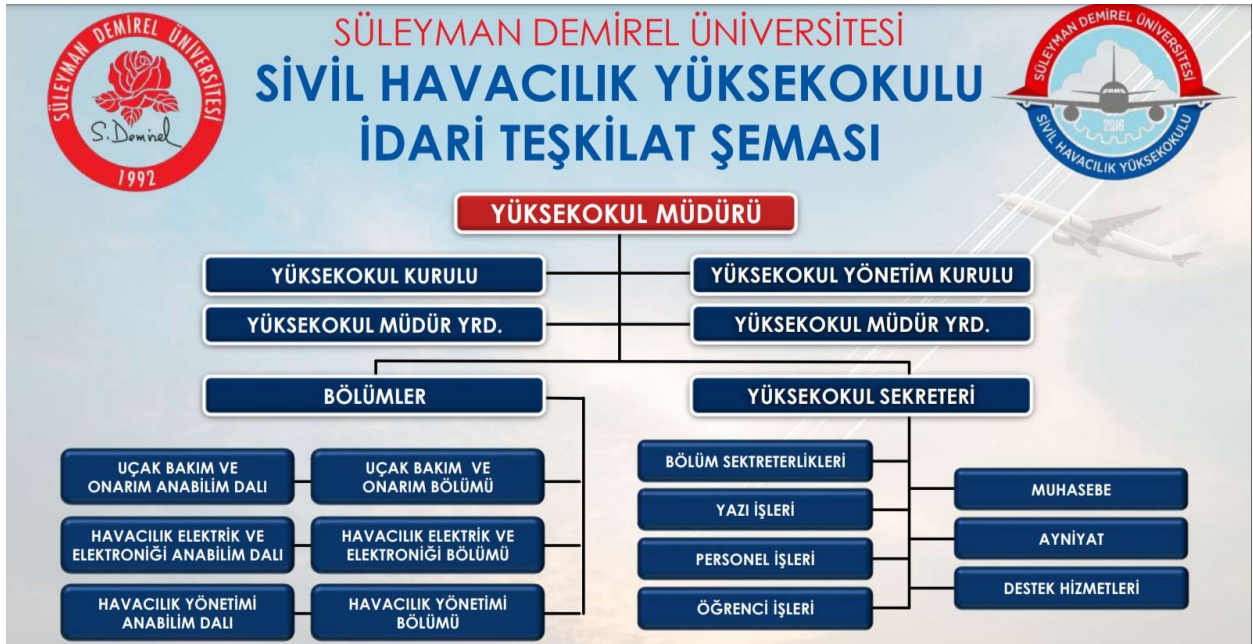 SÜLEYMAN DEMİREL ÜNİVERSİTESİ
S. Demirel
1992
SÜLEYMAN DEMİREL ÜNİVERSİTESİ
SİVİL HAVACILIK YÜKSEKOKULU
İDARİ TEŞKİLAT ŞEMASI
SÜLEYMAN DEMİREL ÜNİVERSİTESİ
2016
SİVİL HAVACILIK YÜKSEKOKULU
YÜKSEKOKUL MÜDÜRÜ
YÜKSEKOKUL KURULU
YÜKSEKOKUL YÖNETİM KURULU
YÜKSEKOKUL MÜDÜR YRD.
YÜKSEKOKUL MÜDÜR YRD.
BÖLÜMLER
YÜKSEKOKUL SEKRETERİ
UÇAK BAKIM VE
ONARIM ANABİLİM DALI
UÇAK BAKIM VE
ONARIM BÖLÜMÜ
HAVACILIK ELEKTRİK VE
ELEKTRONİĞİ ANABİLİM DALI
HAVACILIK ELEKTRİK VE
ELEKTRONİĞİ BÖLÜMÜ
HAVACILIK YÖNETİMİ
ANABİLİM DALI
HAVACILIK YÖNETİMİ
BÖLÜMÜ
BÖLÜM SEKTRETERLİKLERİ
YAZI İŞLERİ
PERSONEL İŞLERİ
ÖĞRENCİ İŞLERİ
MUHASEBE
AYNİYAT
DESTEK HİZMETLERİ